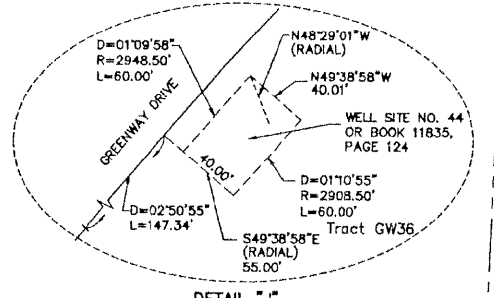 D=01°09'58"
R=2948.50'
L=60.00'
N48°29'01"W
(RADIAL)
N49°38'58"W
40.01'
GREENWAY DRIVE
WELL SITE NO. 44
OR BOOK 11835,
PAGE 124
40.00'
D=01°10'55"
R=2908.50'
L=60.00'
Tract GW36
D=02°50'55"
L=147.34'
S49°38'58"E
(RADIAL)
55.00'
DETAIL "J"